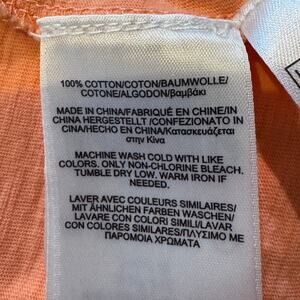 100% COTTON/COTON/BAUMWOLLE/
COTONE/ALGODON/βαμβάκι
MADE IN CHINA/FABRIQUÉ EN CHINE/IN
CHINA HERGESTELLT /CONFEZIONATO IN
CINA/HECHO EN CHINA/Κατασκευάζεται
στην Κίνα
MACHINE WASH COLD WITH LIKE
COLORS. ONLY NON-CHLORINE BLEACH.
TUMBLE DRY LOW. WARM IRON IF
NEEDED.
LAVER AVEC COULEURS SIMILAIRES/
MIT ÄHNLICHEN FARBEN WASCHEN/
LAVARE CON COLORI SIMILI / LAVAR
CON COLORES SIMILARES/ΠΛΥΣΙΜΟ ΜΕ
ΠΑΡΟΜΟΙΑ ΧΡΩΜΑΤΑ